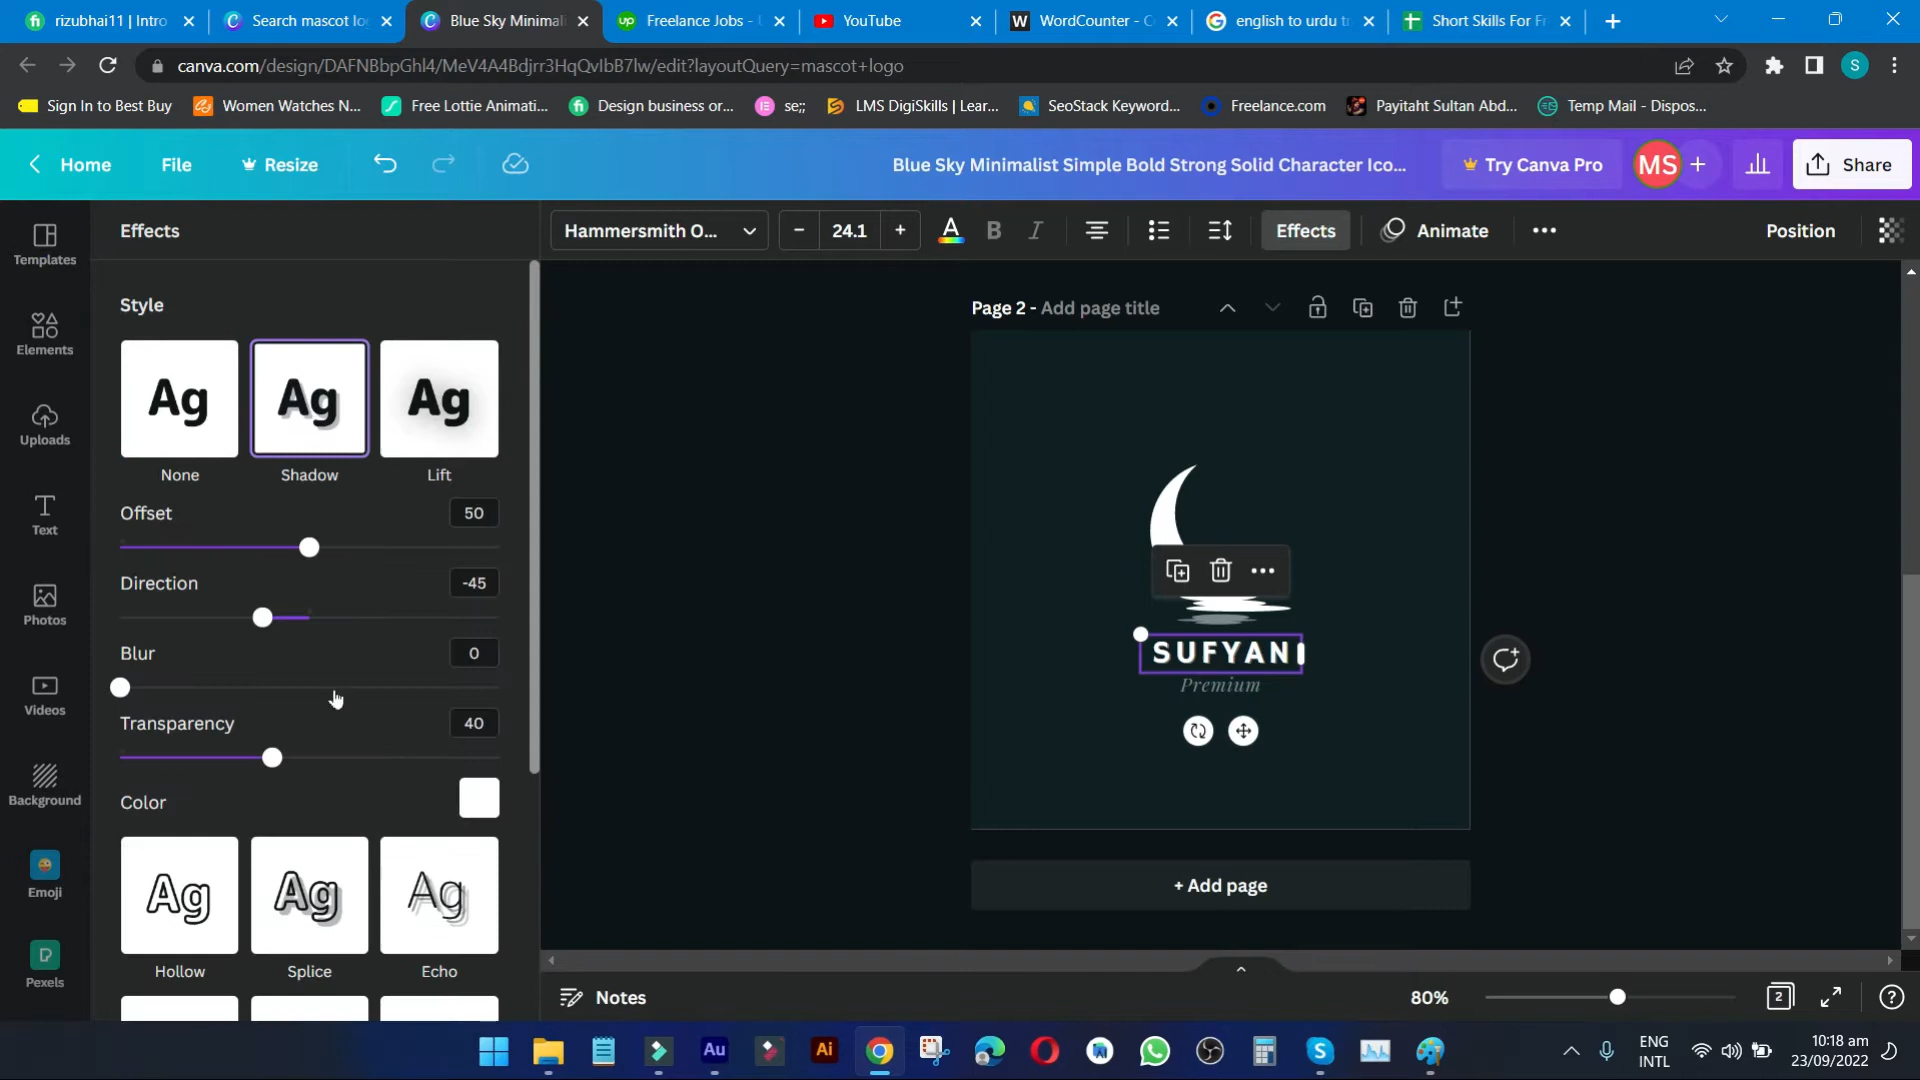 rizubhai11 | Intro
Search mascot lo
Blue Sky Minimali
Freelance Jobs -
YouTube
WordCounter - C
english to urdu tr
Short Skills For Fr
canva.com/design/DAFNBbpGhl4/MeV4A4Bdjrr3HqQvlbB7lw/edit?layoutQuery=mascot+logo
S
Sign In to Best Buy
Women Watches N...
Free Lottie Animati...
Design business or...
se;;
LMS DigiSkills | Lear...
SeoStack Keyword...
Freelance.com
Payitaht Sultan Abd...
Temp Mail - Dispos...
Home
File
Resize
Blue Sky Minimalist Simple Bold Strong Solid Character Ico...
Try Canva Pro
MS
Share
Templates
Elements
Uploads
Text
Photos
Videos
Background
Emoji
Pexels
Effects
Style
Ag
Ag
Ag
None
Shadow
Lift
Offset
50
Direction
-45
Blur
0
Transparency
40
Color
Ag
Ag
Ag
Hollow
Splice
Echo
Hammersmith O...
24.1
A
B
I
Effects
Animate
Position
Page 2 - Add page title
SUFYAN
Premium
+ Add page
Notes
80%
2
Au
Ai
ENG
INTL
10:18 am
23/09/2022